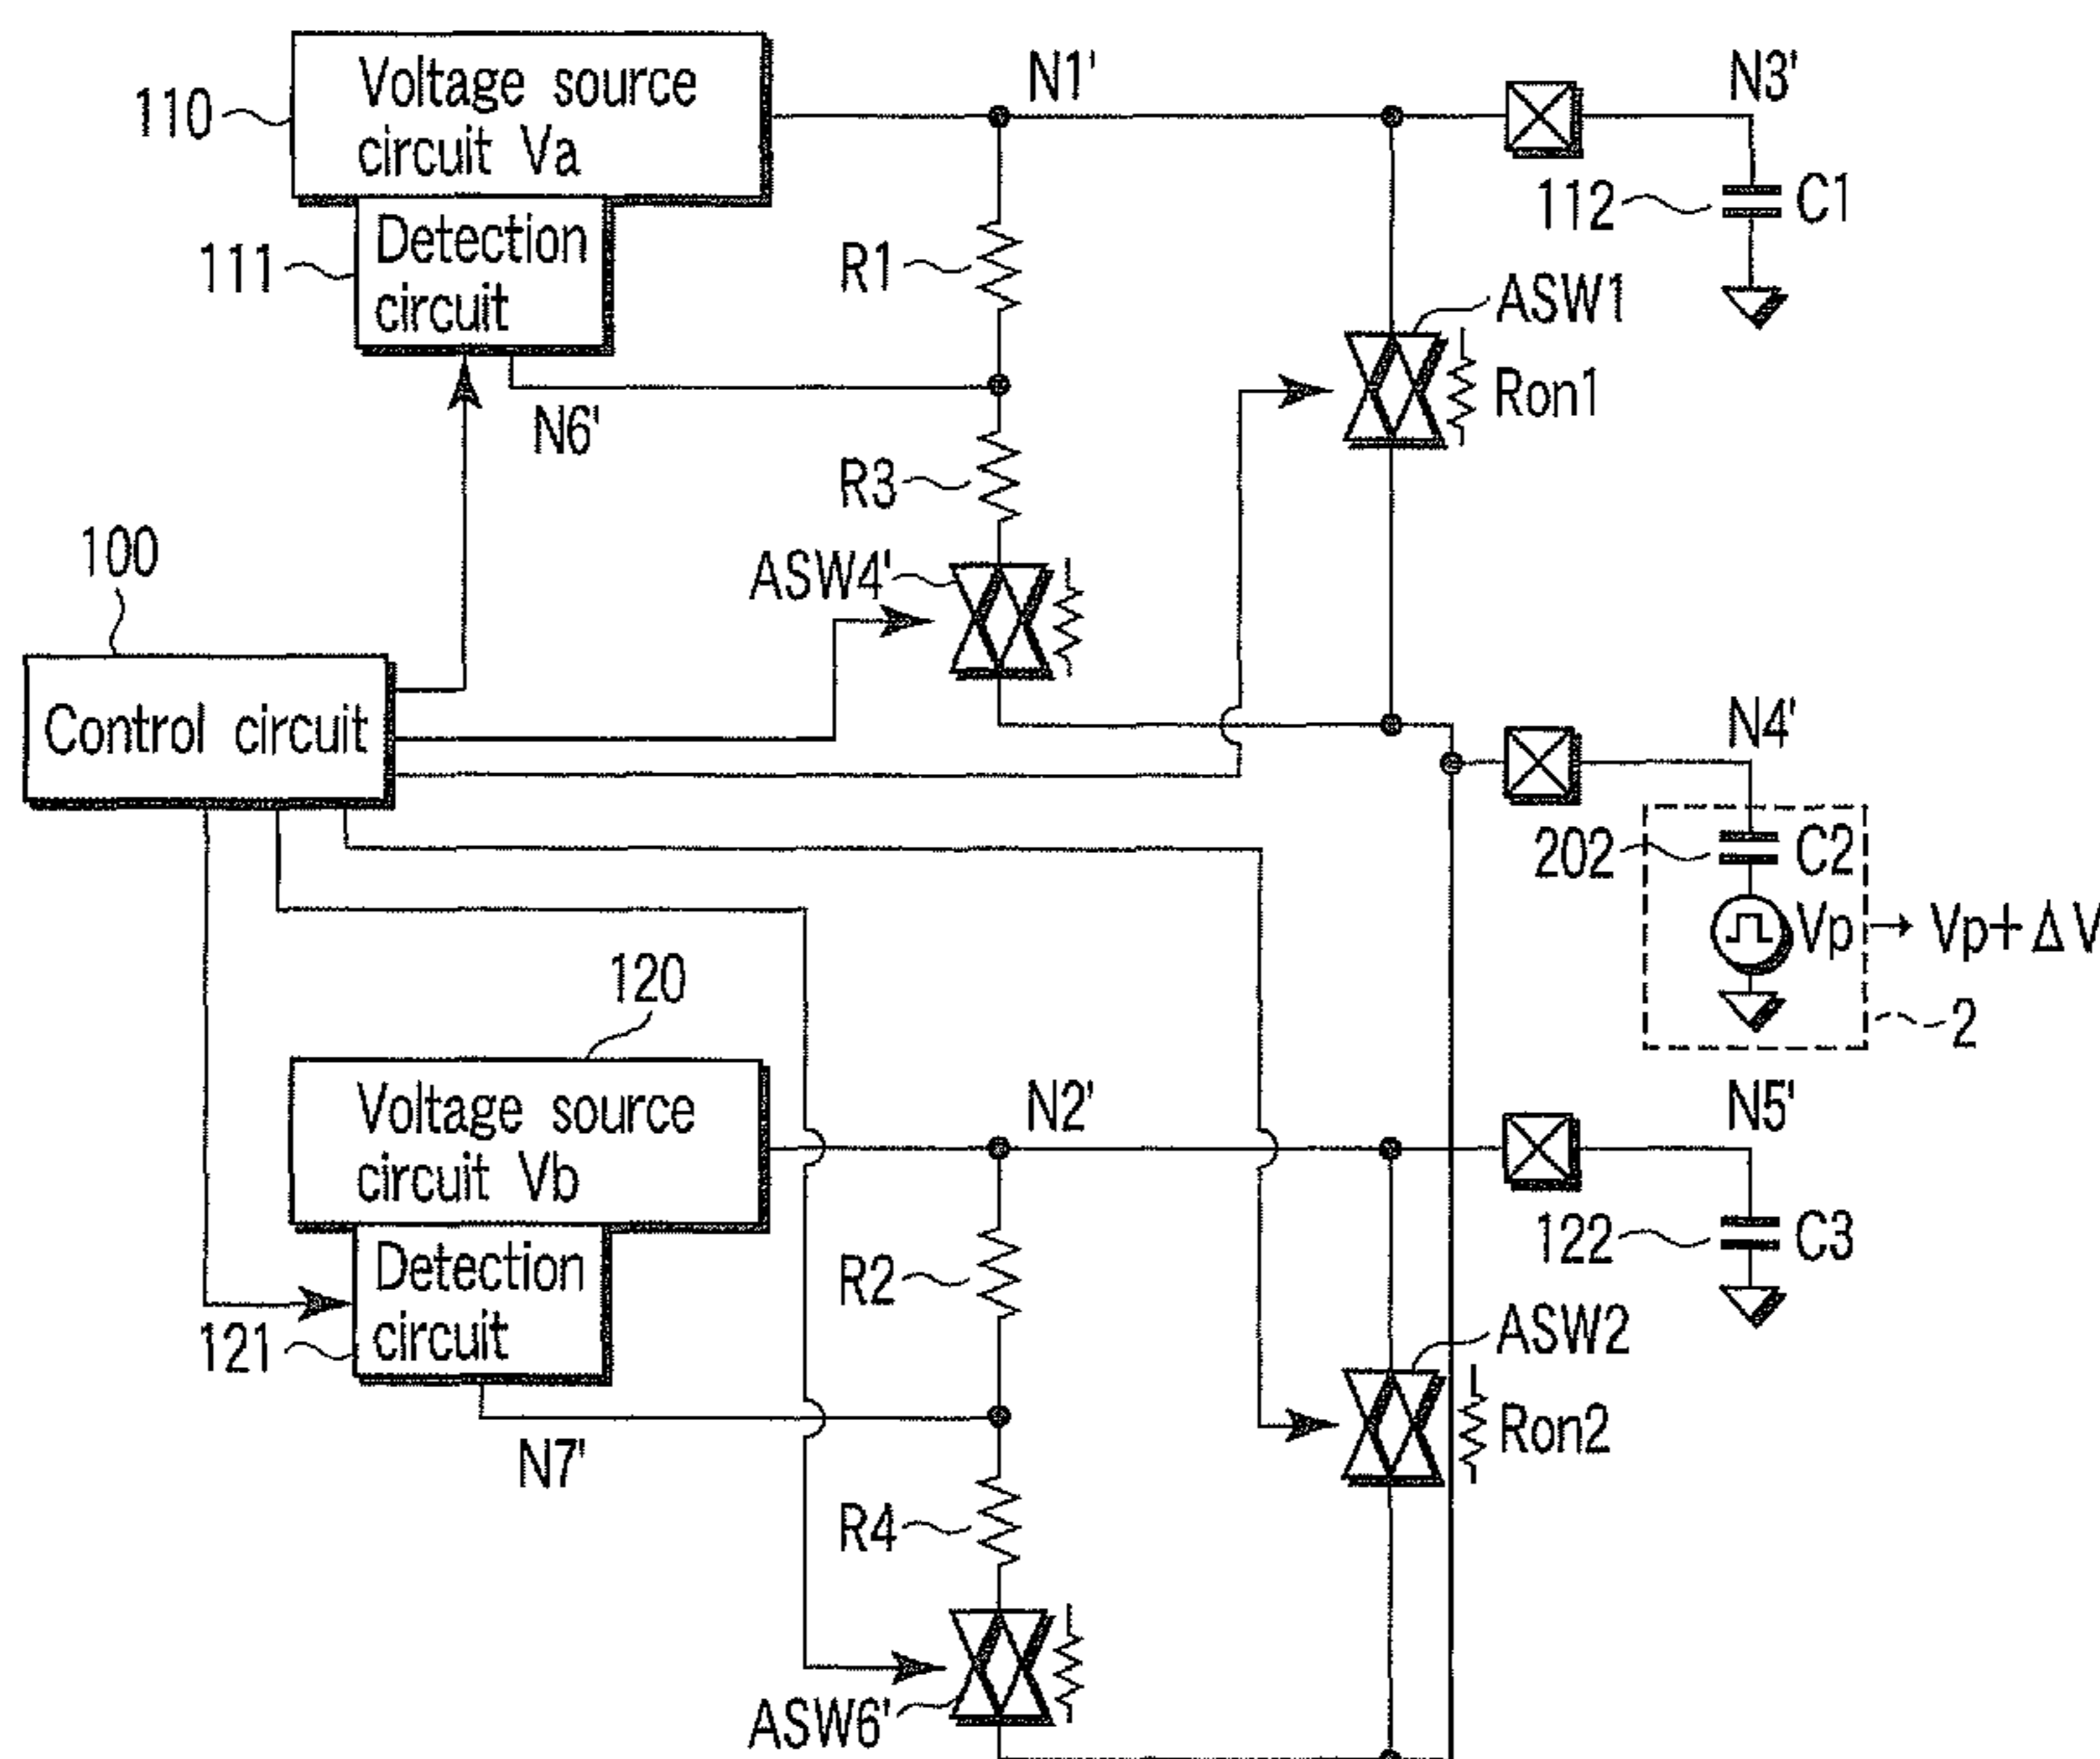 N1'
N3'
Voltage source
circuit Va
110
112
C1
Detection
circuit
111
R1
ASW1
Ron1
N6'
R3
100
ASW4'
Control circuit
N4'
202
C2
Vp
Vp+ΔV
2
120
N2'
N5'
Voltage source
circuit Vb
122
C3
Detection
circuit
121
R2
ASW2
Ron2
N7'
R4
ASW6'